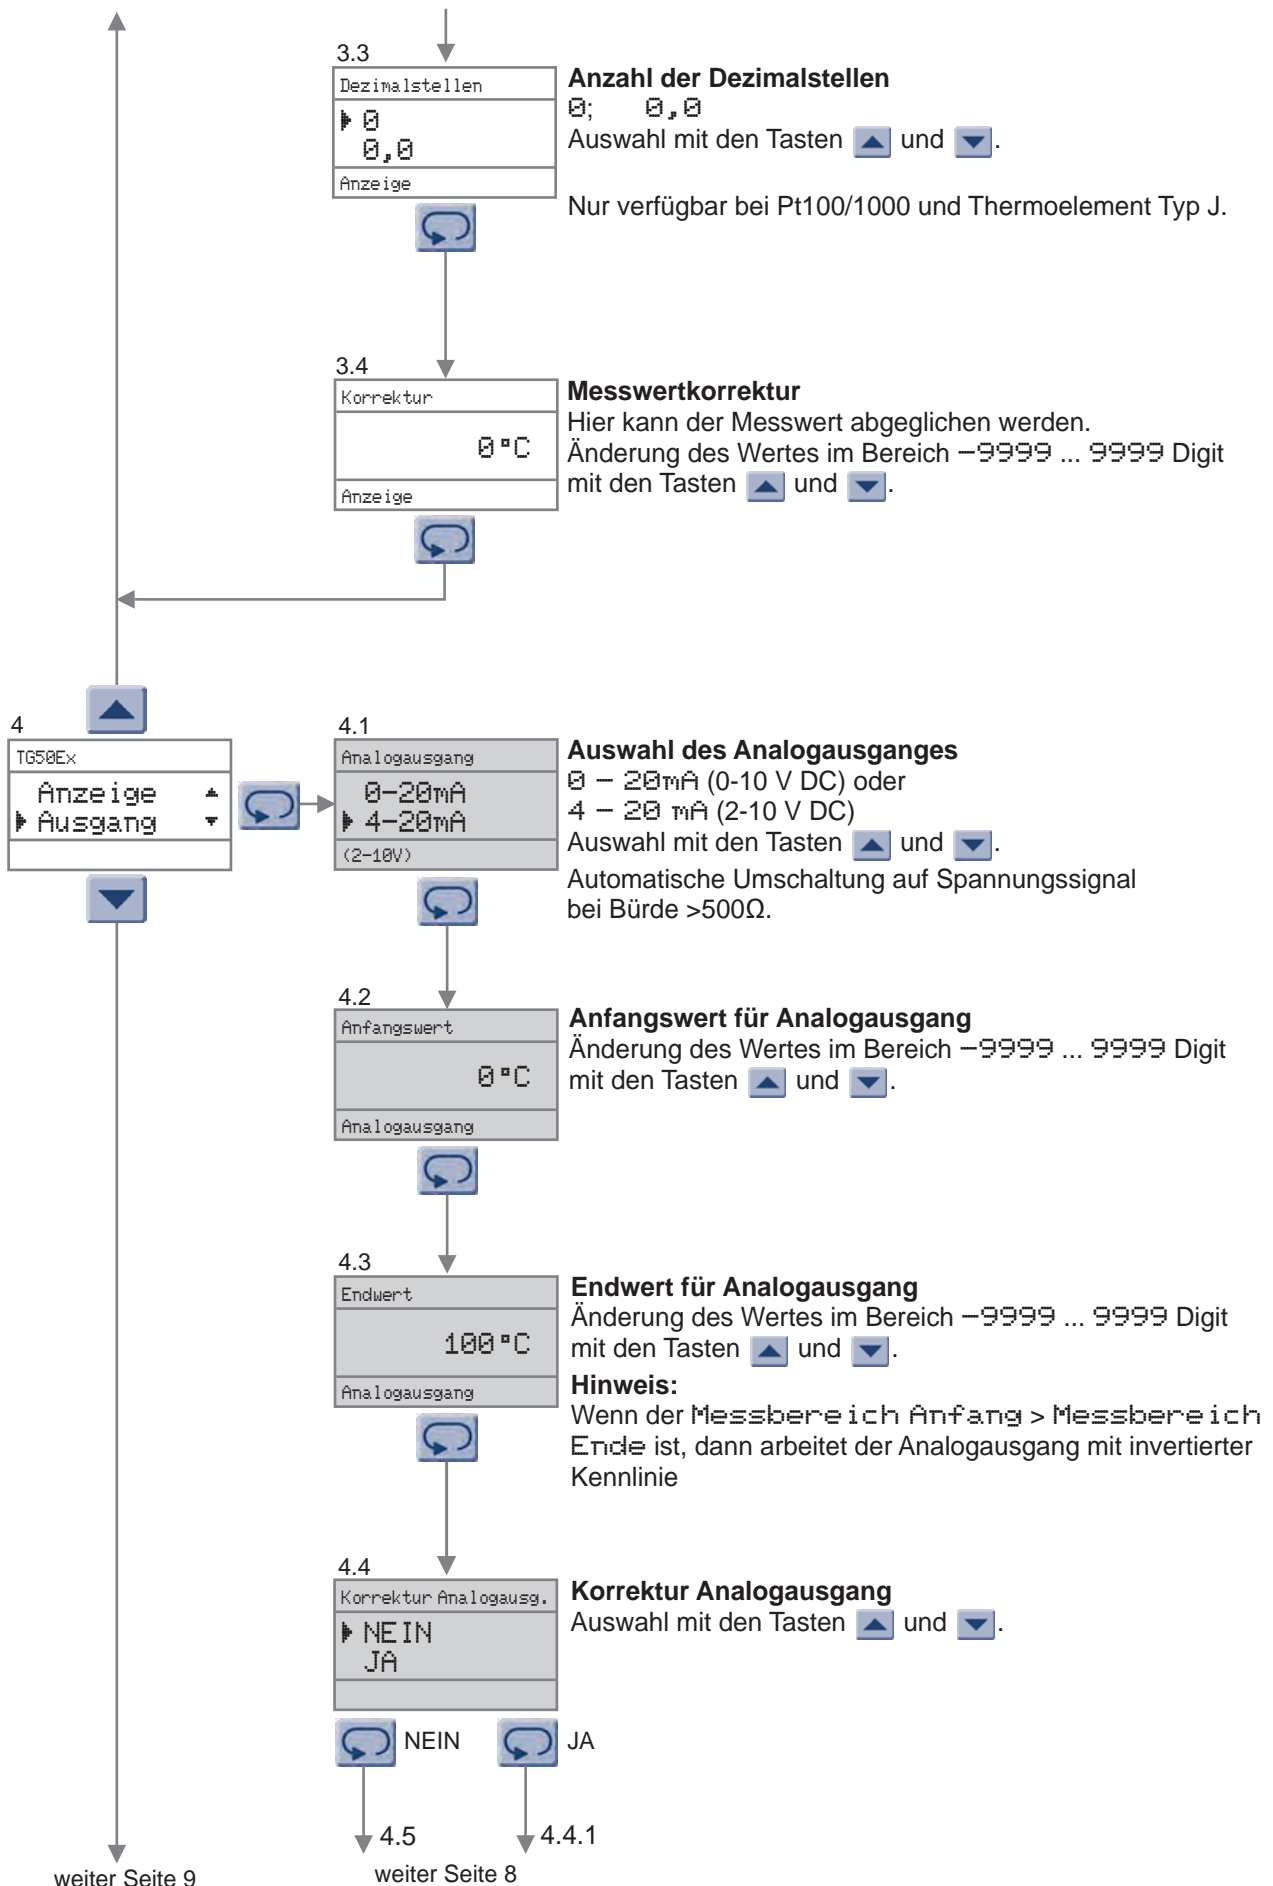 3.3
Dezimalstellen
0
0,0
Anzeige
Anzahl der Dezimalstellen
0; 0,0
Auswahl mit den Tasten und .
Nur verfügbar bei Pt100/1000 und Thermoelement Typ J.
3.4
Korrektur
0°C
Anzeige
Messwertkorrektur
Hier kann der Messwert abgeglichen werden.
Änderung des Wertes im Bereich –9999 ... 9999 Digit
mit den Tasten und .
4
TG50Ex
Anzeige
Ausgang
4.1
Analogausgang
0–20mA
4–20mA
(2–10V)
Auswahl des Analogausganges
0 – 20mA (0-10 V DC) oder
4 – 20 mA (2-10 V DC)
Auswahl mit den Tasten und .
Automatische Umschaltung auf Spannungssignal
bei Bürde >500Ω.
4.2
Anfangswert
0°C
Analogausgang
Anfangswert für Analogausgang
Änderung des Wertes im Bereich –9999 ... 9999 Digit
mit den Tasten und .
4.3
Endwert
100°C
Analogausgang
Endwert für Analogausgang
Änderung des Wertes im Bereich –9999 ... 9999 Digit
mit den Tasten und .
Hinweis:
Wenn der Messbereich Anfang > Messbereich
Ende ist, dann arbeitet der Analogausgang mit invertierter
Kennlinie
4.4
Korrektur Analogausg.
NEIN
JA
Korrektur Analogausgang
Auswahl mit den Tasten und .
NEIN
JA
4.5
4.4.1
weiter Seite 9
weiter Seite 8